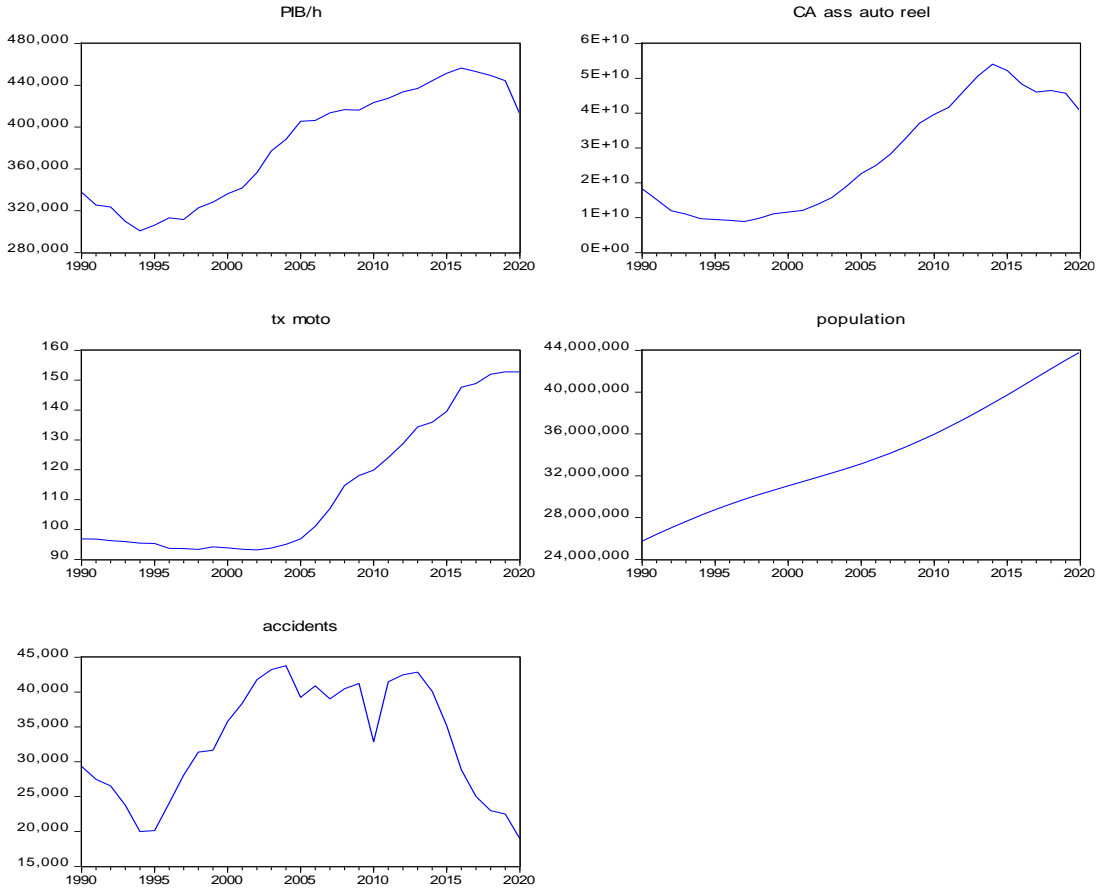 PIB/h
480,000
440,000
400,000
360,000
320,000
280,000
1990 1995 2000 2005 2010 2015 2020
CA ass auto reel
6E+10
5E+10
4E+10
3E+10
2E+10
1E+10
0E+00
1990 1995 2000 2005 2010 2015 2020
tx moto
160
150
140
130
120
110
100
90
1990 1995 2000 2005 2010 2015 2020
population
44,000,000
40,000,000
36,000,000
32,000,000
28,000,000
24,000,000
1990 1995 2000 2005 2010 2015 2020
accidents
45,000
40,000
35,000
30,000
25,000
20,000
15,000
1990 1995 2000 2005 2010 2015 2020